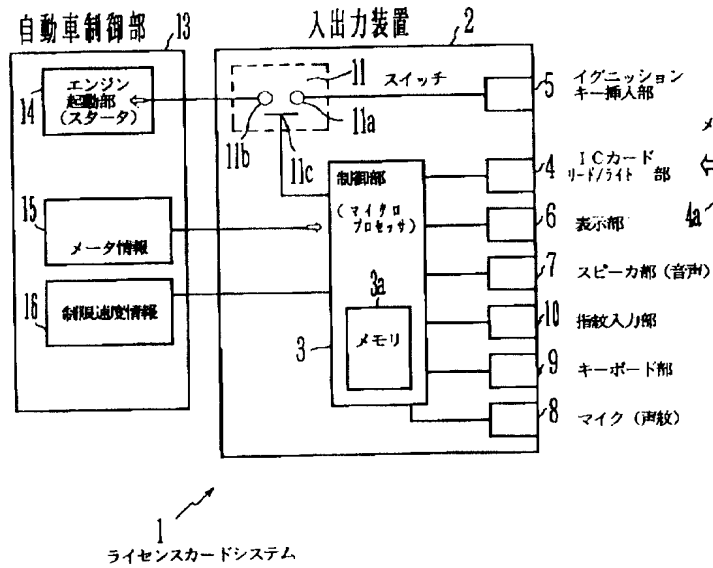 自動車制御部
13
入出力装置
2
エンジン
起動部
(スタータ)
14
11
スイッチ
11a
11b
11c
5
イグニッション
キー挿入部
制御部
(マイクロ
プロセッサ)
3a
メモリ
3
4
ICカード
リード/ライト 部
メ
4a
15
メータ情報
6
表示部
7
スピーカ部(音声)
16
制限速度情報
10
指紋入力部
9
キーボード部
8
マイク(声紋)
1
ライセンスカードシステム